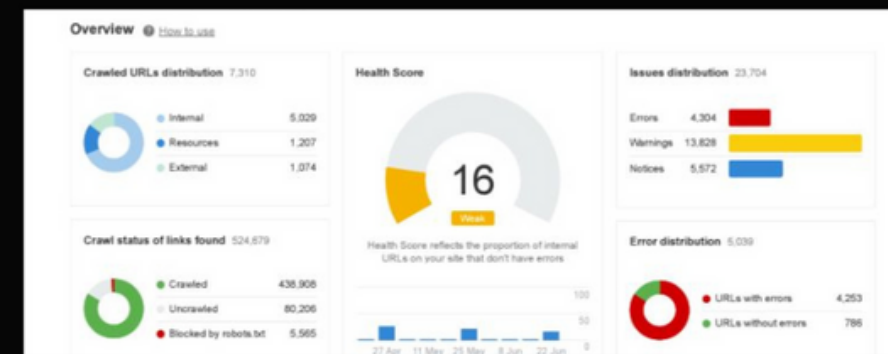 Overview ? How to use
Crawled URLs distribution 7,310
Internal 5,029
Resources 1,207
External 1,074
Health Score
16
Weak
Health Score reflects the proportion of internal
URLs on your site that don't have errors
100
50
0
27 Apr 11 May 25 May 8 Jun 22 Jun
Issues distribution 23,704
Errors 4,304
Warnings 13,828
Notices 5,572
Crawl status of links found 524,679
Crawled 438,908
Uncrawled 80,206
Blocked by robots.txt 5,565
Error distribution 5,039
URLs with errors 4,253
URLs without errors 786